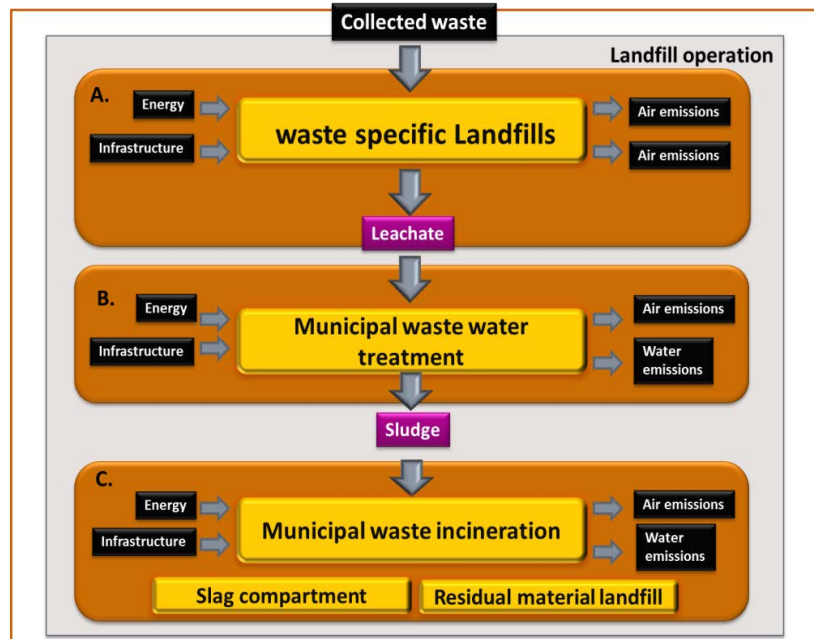 Collected waste
Landfill operation
A.
Energy
Infrastructure
waste specific Landfills
Air emissions
Air emissions
Leachate
B.
Energy
Infrastructure
Municipal waste water
treatment
Air emissions
Water
emissions
Sludge
C.
Energy
Infrastructure
Municipal waste incineration
Air emissions
Water
emissions
Slag compartment
Residual material landfill